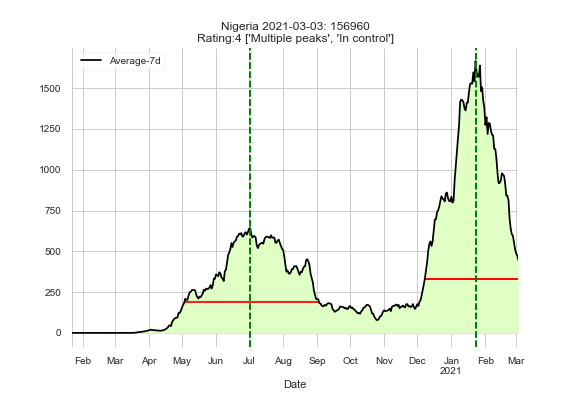 Nigeria 2021-03-03: 156960
Rating:4 ['Multiple peaks', 'In control']
Average-7d
1500
1250
1000
750
500
250
0
Feb Mar Apr May Jun Jul Aug Sep Oct Nov Dec Jan Feb Mar
2021
Date